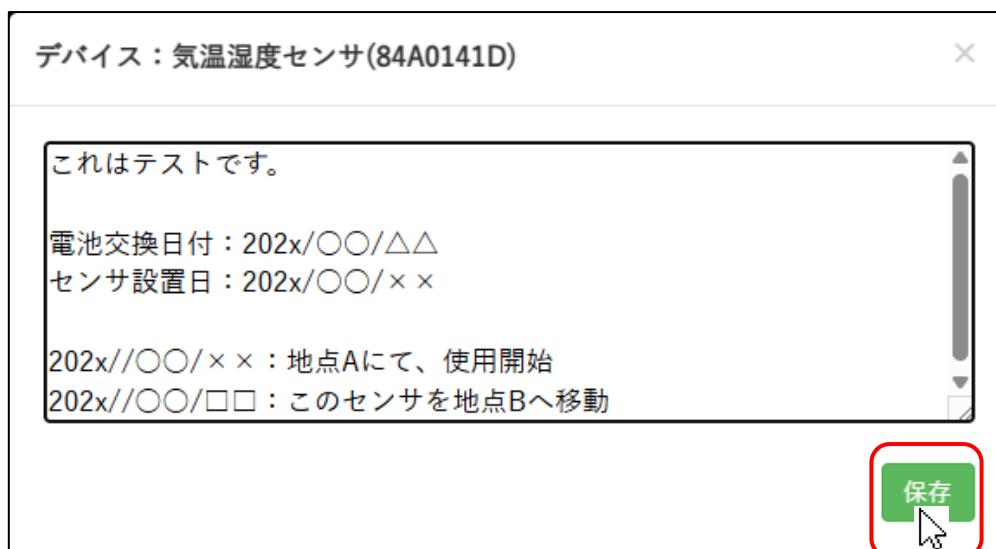 デバイス：気温湿度センサ(84A0141D)
これはテストです。
電池交換日付：202x/〇〇/△△
センサ設置日：202x/〇〇/××
202x//〇〇/××：地点Aにて、使用開始
202x//〇〇/□□：このセンサを地点Bへ移動
保存